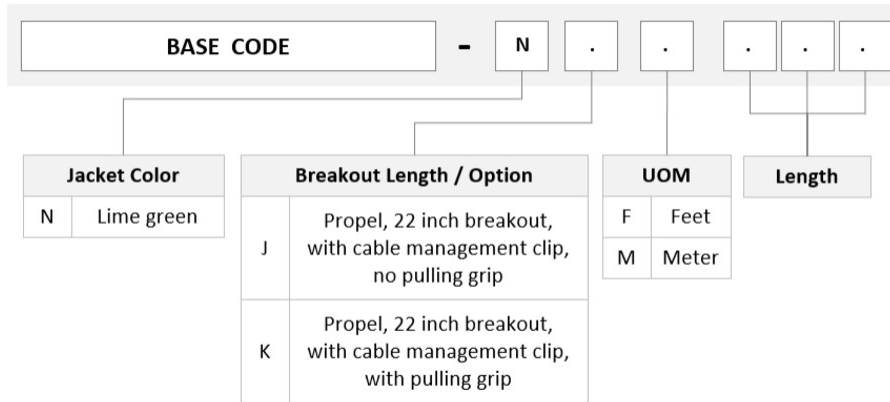 BASE CODE - N . . . . .
Jacket Color
N Lime green
Breakout Length / Option
J Propel, 22 inch breakout,
with cable management clip,
no pulling grip
K Propel, 22 inch breakout,
with cable management clip,
with pulling grip
UOM
F Feet
M Meter
Length